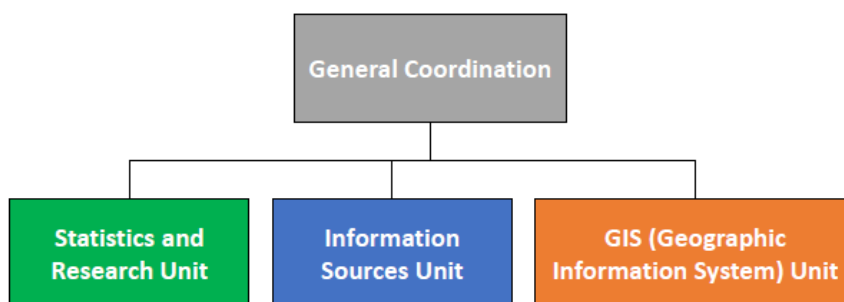 General Coordination
Statistics and
Research Unit
Information
Sources Unit
GIS (Geographic
Information System) Unit